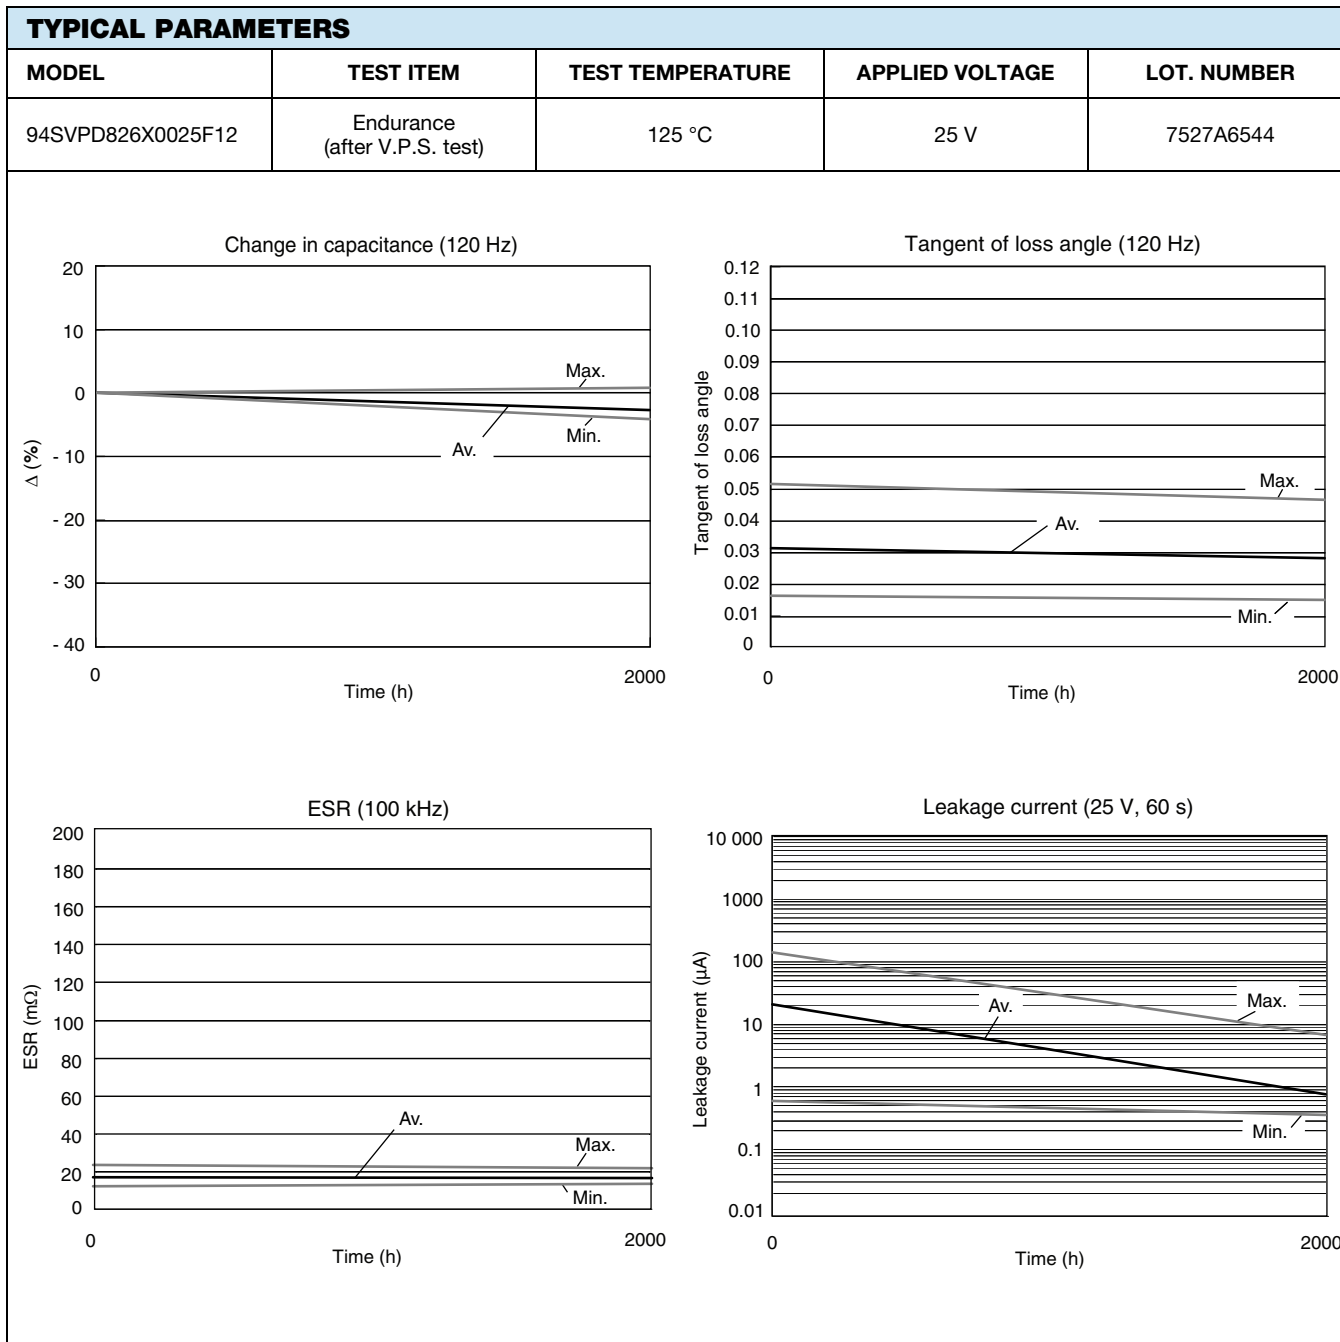 TYPICAL PARAMETERS
MODEL TEST ITEM TEST TEMPERATURE APPLIED VOLTAGE LOT. NUMBER
94SVPD826X0025F12 Endurance (after V.P.S. test) 125 °C 25 V 7527A6544
Change in capacitance (120 Hz)
20
10
0
- 10
- 20
- 30
- 40
Δ (%)
Max.
Av.
Min.
0 2000
Time (h)
Tangent of loss angle (120 Hz)
0.12
0.11
0.10
0.09
0.08
0.07
0.06
0.05
0.04
0.03
0.02
0.01
0
Tangent of loss angle
Max.
Av.
Min.
0 2000
Time (h)
ESR (100 kHz)
200
180
160
140
120
100
80
60
40
20
0
ESR (mΩ)
Av.
Max.
Min.
0 2000
Time (h)
Leakage current (25 V, 60 s)
10 000
1000
100
10
1
0.1
0.01
Leakage current (µA)
Av.
Max.
Min.
0 2000
Time (h)